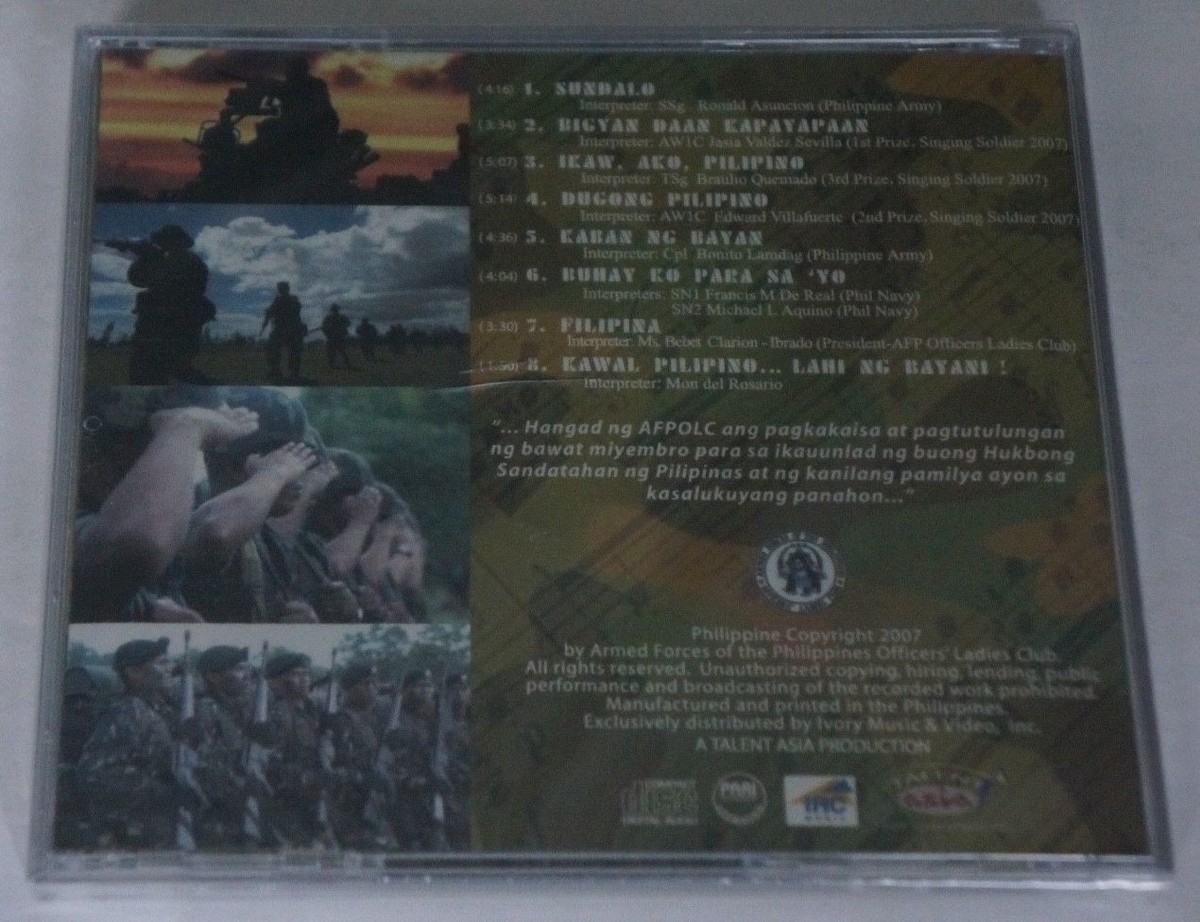 (4:16) 1. SUNDALO
Interpreter: SSg. Ronald Asuncion (Philippine Army)
(3:34) 2. BIGYAN DAAN KAPAYAPAAN
Interpreter: AW1C Jasia Valdez Sevilla (1st Prize, Singing Soldier 2007)
(5:07) 3. IKAW, AKO, PILIPINO
Interpreter: TSg Braulio Quemado (3rd Prize, Singing Soldier 2007)
(5:14) 4. DUGONG PILIPINO
Interpreter: AW1C Edward Villafuerte (2nd Prize, Singing Soldier 2007)
(4:36) 5. KABAN NG BAYAN
Interpreter: Cpl Bonito Lamdag (Philippine Army)
(4:04) 6. BUHAY KO PARA SA 'YO
Interpreters: SN1 Francis M De Real (Phil Navy)
SN2 Michael L Aquino (Phil Navy)
(3:30) 7. FILIPINA
Interpreter: Ms. Bebet Clarion - Ibrado (President-AFP Officers Ladies Club)
8. KAWAL PILIPINO... LAHI NG BAYANI !
Interpreter: Mon del Rosario
"... Hangad ng AFPOLC ang pagkakaisa at pagtutulungan
ng bawat miyembro para sa ikauunlad ng buong Hukbong
Sandatahan ng Pilipinas at ng kanilang pamilya ayon sa
kasalukuyang panahon..."
Philippine Copyright 2007
by Armed Forces of the Philippines Officers' Ladies Club.
All rights reserved. Unauthorized copying, hiring, lending, public
performance and broadcasting of the recorded work prohibited.
Manufactured and printed in the Philippines.
Exclusively distributed by Ivory Music & Video, Inc.
A TALENT ASIA PRODUCTION
COMPACT disc DIGITAL AUDIO
PARI
TALENT ASIA